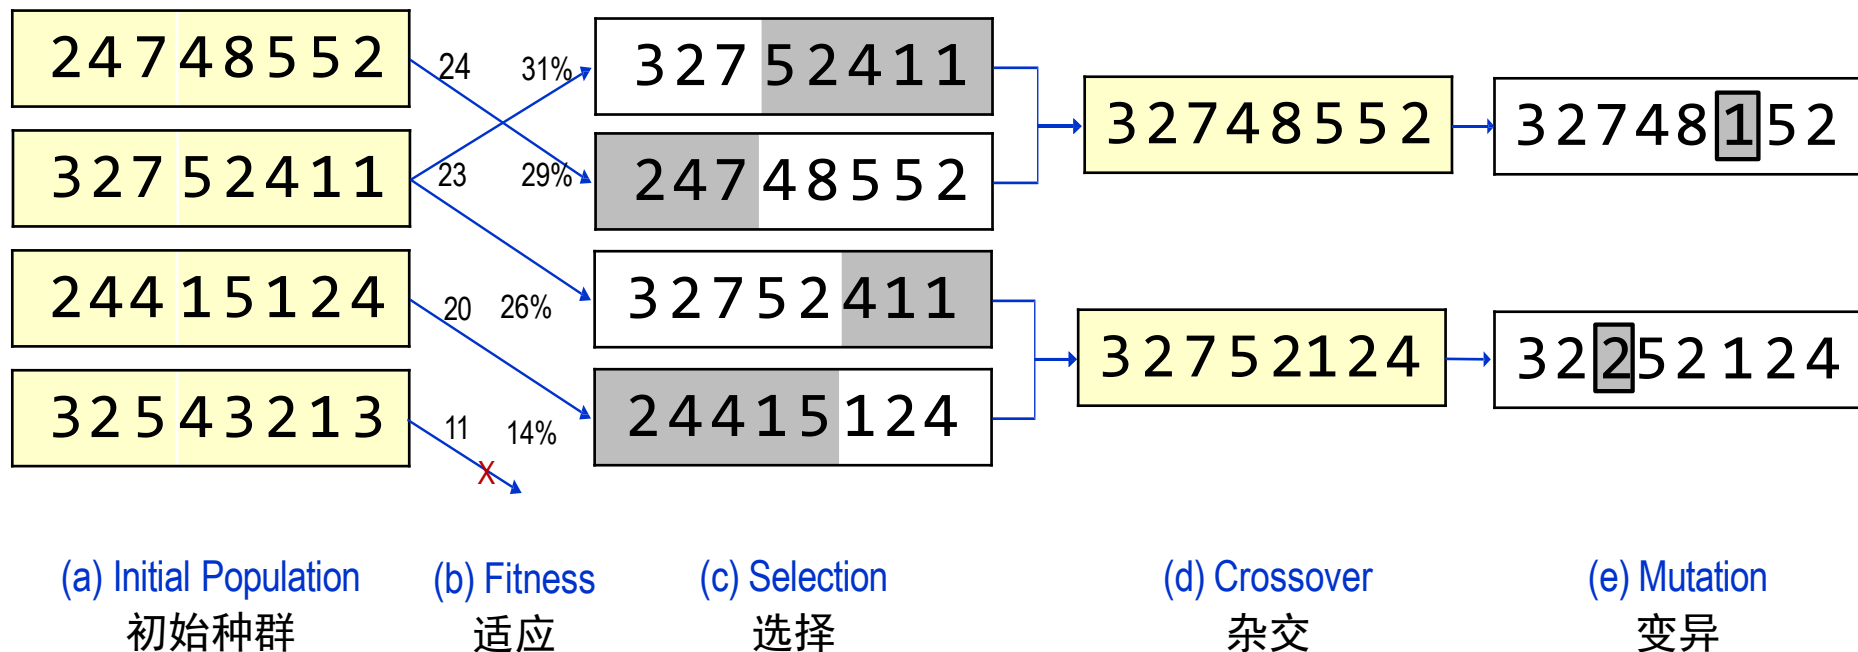 24748552
32752411
24415124
32543213
24 31%
23 29%
20 26%
11 14%
X
32752411
24748552
32752411
24415124
32748552
32752124
32748152
32252124
(a) Initial Population
初始种群
(b) Fitness
适应
(c) Selection
选择
(d) Crossover
杂交
(e) Mutation
变异